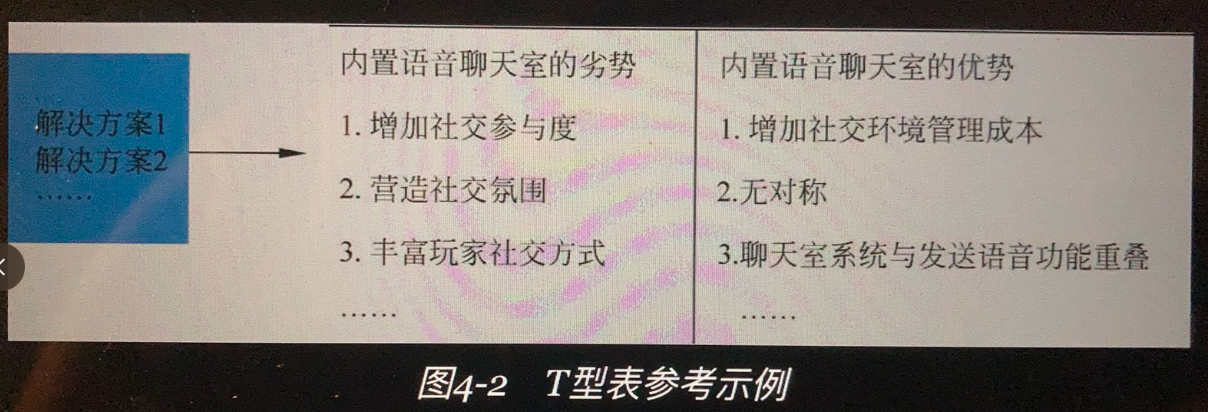 解决方案1
解决方案2
……
内置语音聊天室的劣势
1. 增加社交参与度
2. 营造社交氛围
3. 丰富玩家社交方式
……
内置语音聊天室的优势
1. 增加社交环境管理成本
2.无对称
3.聊天室系统与发送语音功能重叠
……
图4-2 T型表参考示例